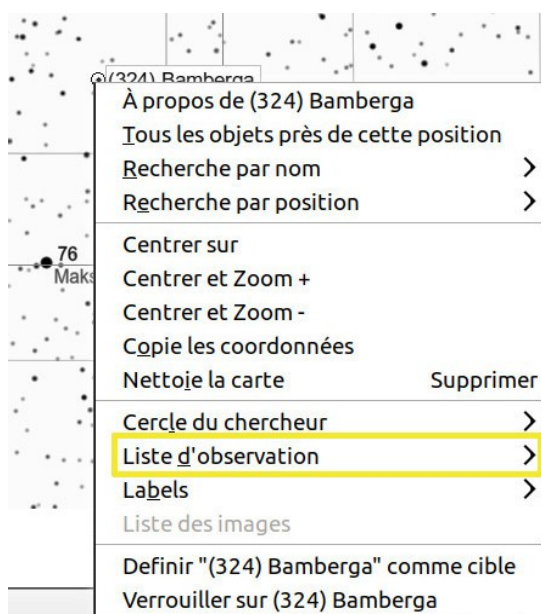 (324) Bamberga
À propos de (324) Bamberga
Tous les objets près de cette position
Recherche par nom
Recherche par position
Centrer sur
76
Maks
Centrer et Zoom +
Centrer et Zoom -
Copie les coordonnées
Nettoie la carte Supprimer
Cercle du chercheur
Liste d'observation
Labels
Liste des images
Definir "(324) Bamberga" comme cible
Verrouiller sur (324) Bamberga